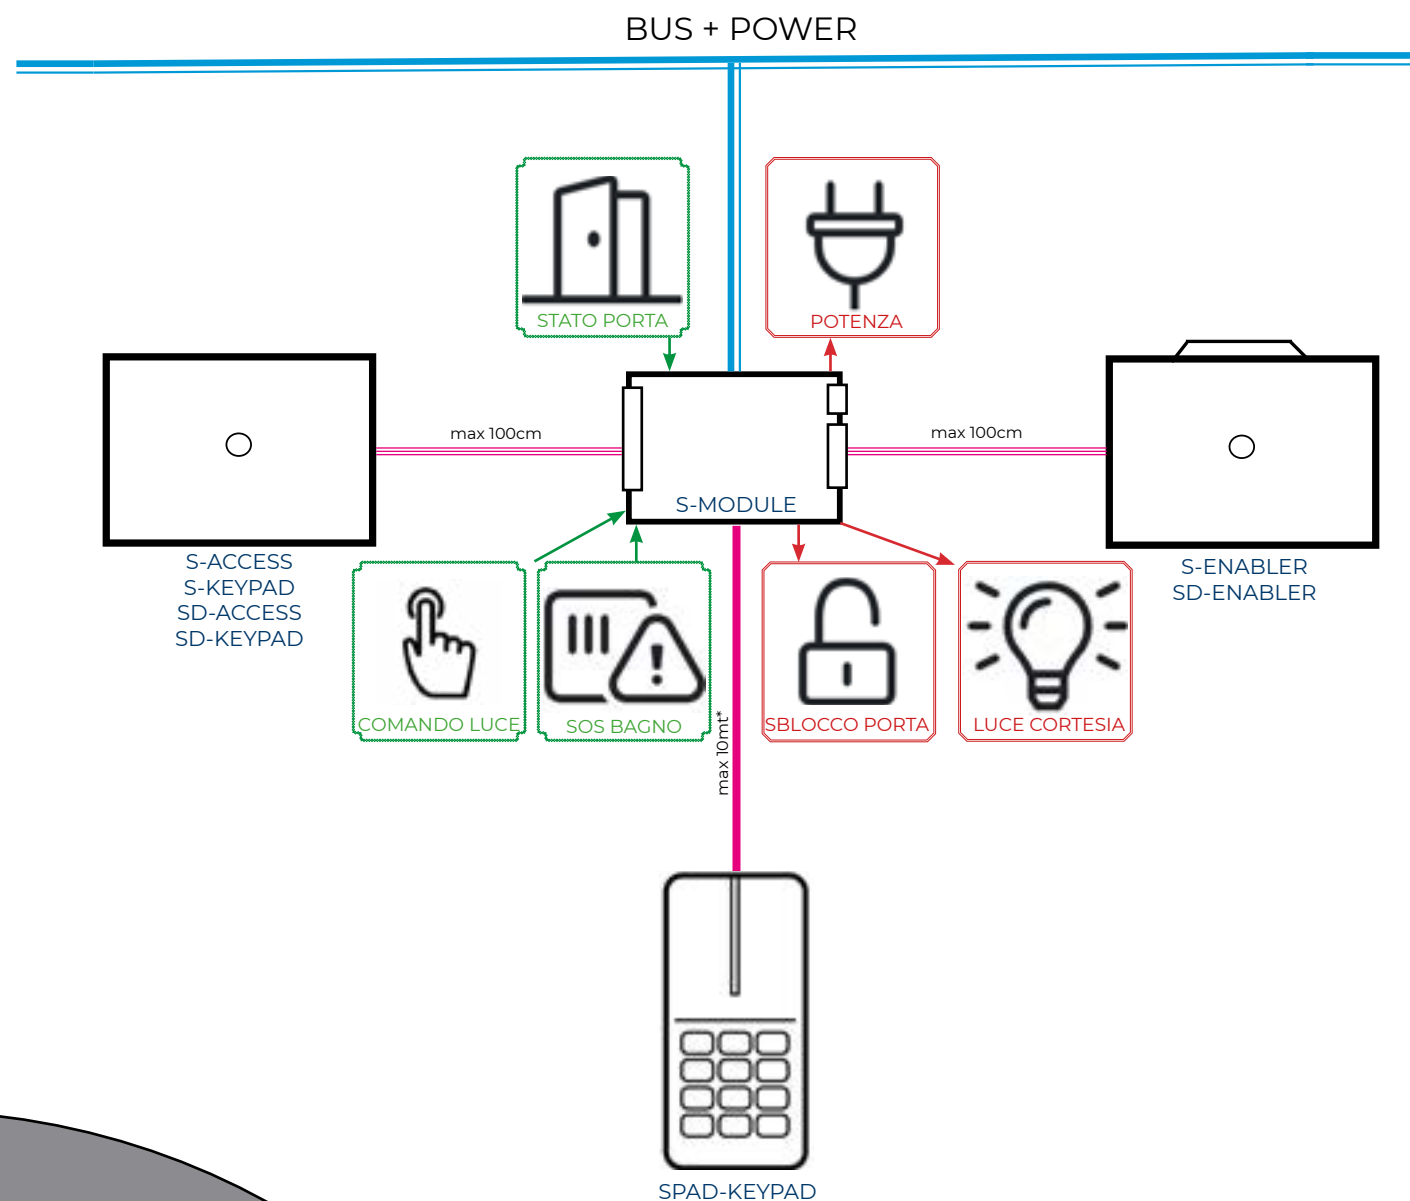 BUS + POWER
STATO PORTA
POTENZA
max 100cm
max 100cm
S-MODULE
S-ACCESS
S-KEYPAD
SD-ACCESS
SD-KEYPAD
S-ENABLER
SD-ENABLER
COMANDO LUCE
SOS BAGNO
SBLOCCO PORTA
LUCE CORTESIA
max 10mt*
SPAD-KEYPAD